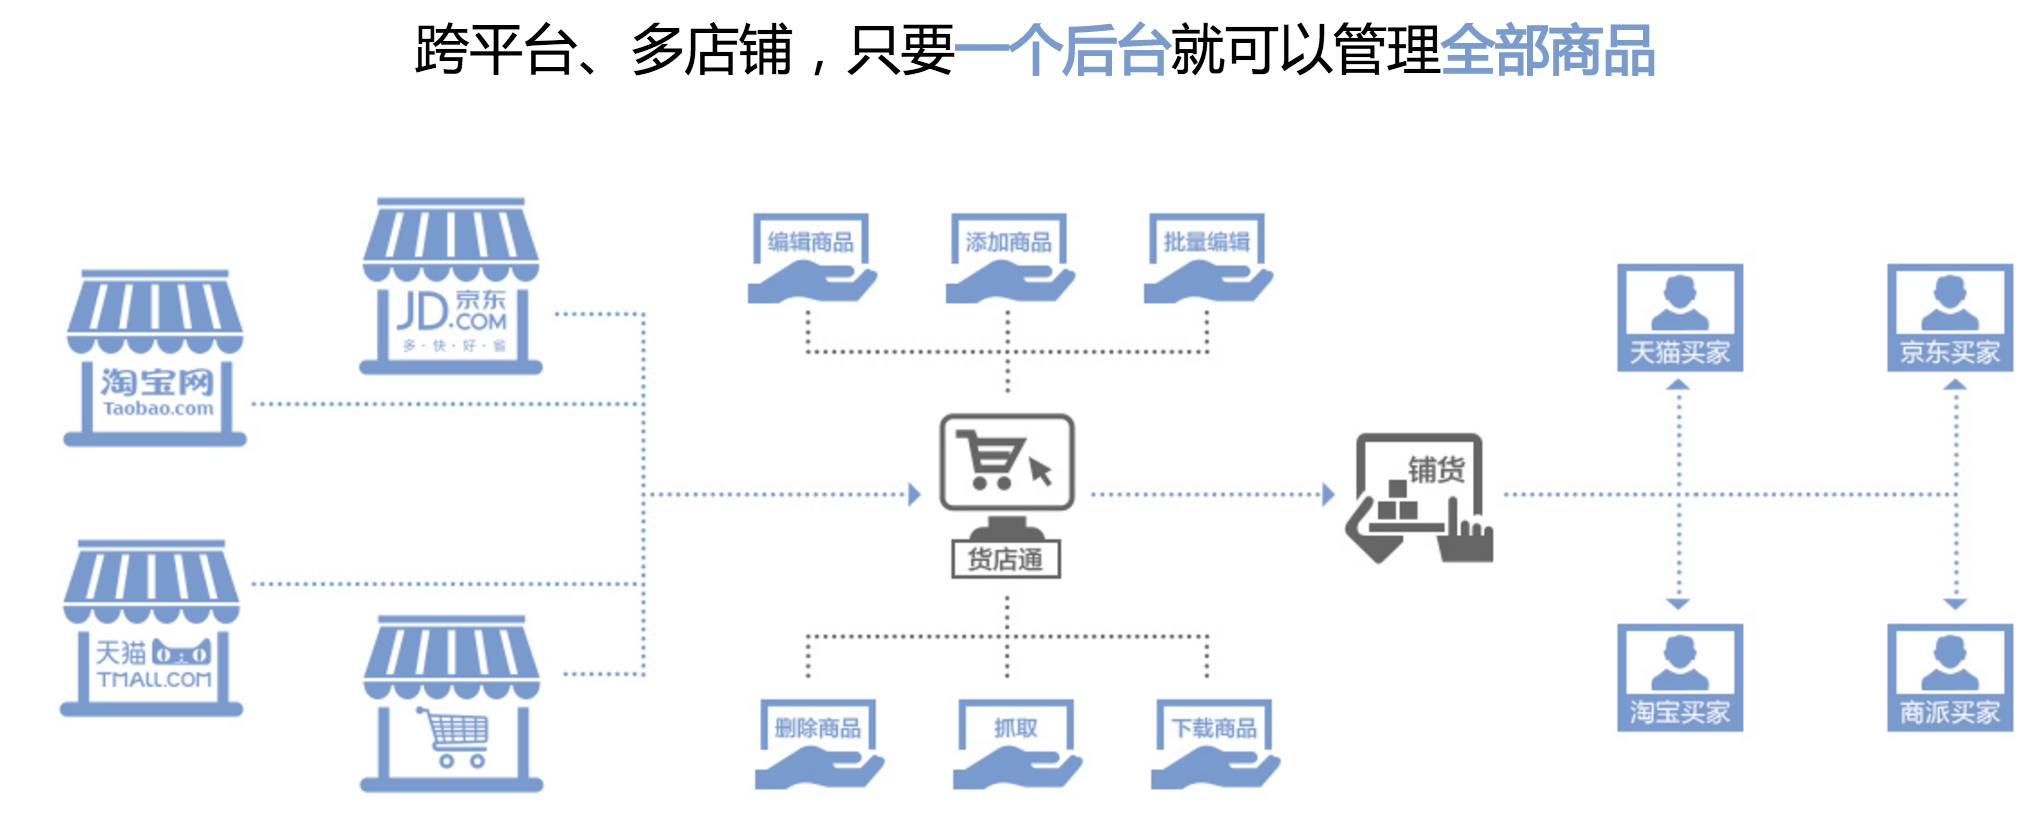 跨平台、多店铺，只要一个后台就可以管理全部商品
JD.京东
.COM
多·快·好·省
淘宝网
Taobao.com
天猫
TMALL.COM
编辑商品
添加商品
批量编辑
货店通
删除商品
抓取
下载商品
铺货
天猫买家
京东买家
淘宝买家
商派买家